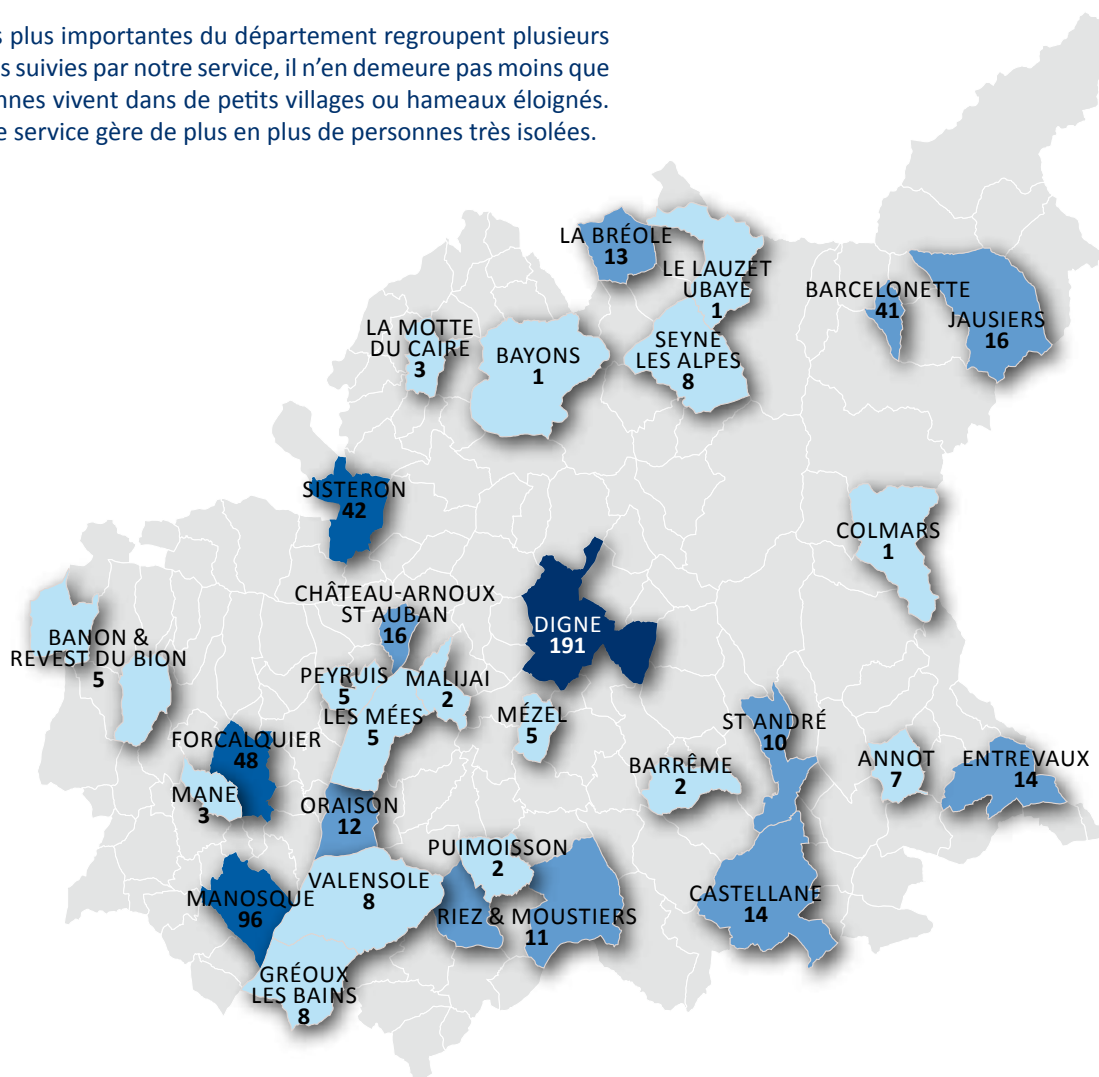 s plus importantes du département regroupent plusieurs
s suivies par notre service, il n’en demeure pas moins que
nnes vivent dans de petits villages ou hameaux éloignés.
e service gère de plus en plus de personnes très isolées.
LA BRÉOLE
13
LE LAUZET
UBAYE
1
BARCELONETTE
41
JAUSIERS
16
LA MOTTE
DU CAIRE
3
BAYONS
1
SEYNE
LES ALPES
8
SISTERON
42
COLMARS
1
CHÂTEAU-ARNOUX
ST AUBAN
16
DIGNE
191
BANON &
REVEST DU BION
5
PEYRUIS
5
MALIJAI
2
LES MÉES
5
MÉZEL
5
ST ANDRÉ
10
FORCALQUIER
48
BARRÊME
2
ANNOT
7
ENTREVAUX
14
MANE
3
ORAISON
12
PUIMOISSON
2
VALENSOLE
8
MANOSQUE
96
RIEZ & MOUSTIERS
11
CASTELLANE
14
GRÉOUX
LES BAINS
8